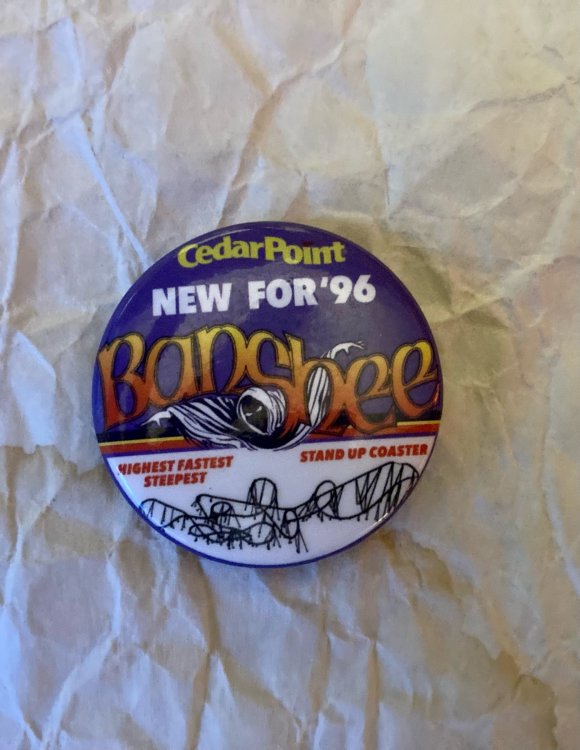 CedarPoint
NEW FOR '96
Banshee
HIGHEST FASTEST
STEEPEST
STAND UP COASTER